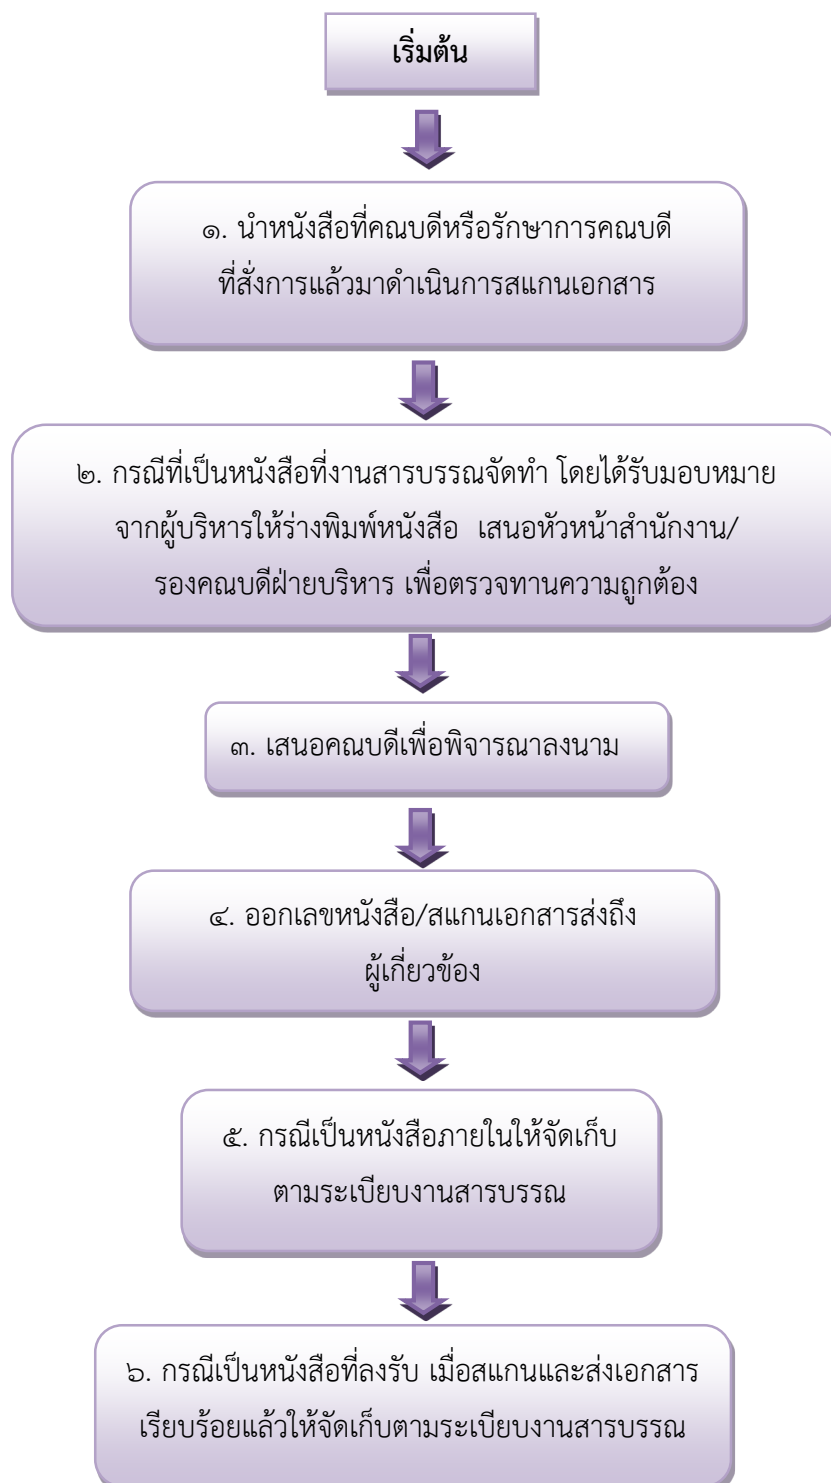 เริ่มต้น
๑. นำหนังสือที่คณบดีหรือรักษาการคณบดี
ที่สั่งการแล้วมาดำเนินการสแกนเอกสาร
๒. กรณีที่เป็นหนังสือที่งานสารบรรณจัดทำ โดยได้รับมอบหมาย
จากผู้บริหารให้ร่างพิมพ์หนังสือ เสนอหัวหน้าสำนักงาน/
รองคณบดีฝ่ายบริหาร เพื่อตรวจทานความถูกต้อง
๓. เสนอคณบดีเพื่อพิจารณาลงนาม
๔. ออกเลขหนังสือ/สแกนเอกสารส่งถึง
ผู้เกี่ยวข้อง
๕. กรณีเป็นหนังสือภายในให้จัดเก็บ
ตามระเบียบงานสารบรรณ
๖. กรณีเป็นหนังสือที่ลงรับ เมื่อสแกนและส่งเอกสาร
เรียบร้อยแล้วให้จัดเก็บตามระเบียบงานสารบรรณ